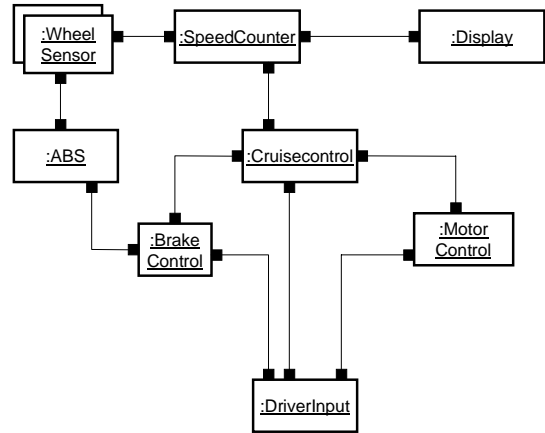 :Wheel
Sensor
:SpeedCounter
:Display
:ABS
:Cruisecontrol
:Brake
Control
:Motor
Control
:DriverInput